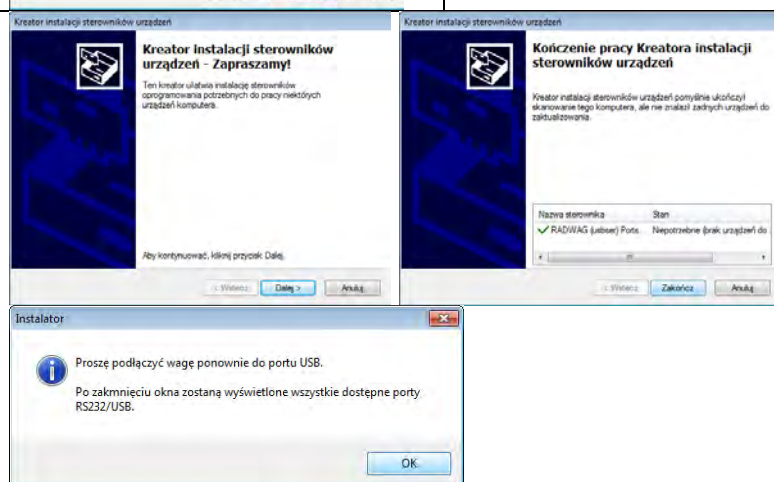 Kreator instalacji sterowników urządzeń
Kreator instalacji sterowników
urządzeń - Zapraszamy!
Ten kreator ułatwia instalację sterowników
oprogramowania potrzebnych do pracy niektórych
urządzeń komputera.
Aby kontynuować, kliknij przycisk Dalej.
< Wstecz
Dalej >
Anuluj
Kreator instalacji sterowników urządzeń
Kończenie pracy Kreatora instalacji
sterowników urządzeń
Kreator instalacji sterowników urządzeń pomyślnie ukończył
skanowanie tego komputera, ale nie znalazł żadnych urządzeń do
zaktualizowania.
Nazwa sterownika Stan
RADWAG (usbser) Ports Niepotrzebne (brak urządzeń do
< Wstecz
Zakończ
Anuluj
Instalator
Proszę podłączyć wagę ponownie do portu USB.
Po zakmnięciu okna zostaną wyświetlone wszystkie dostępne porty
RS232/USB.
OK